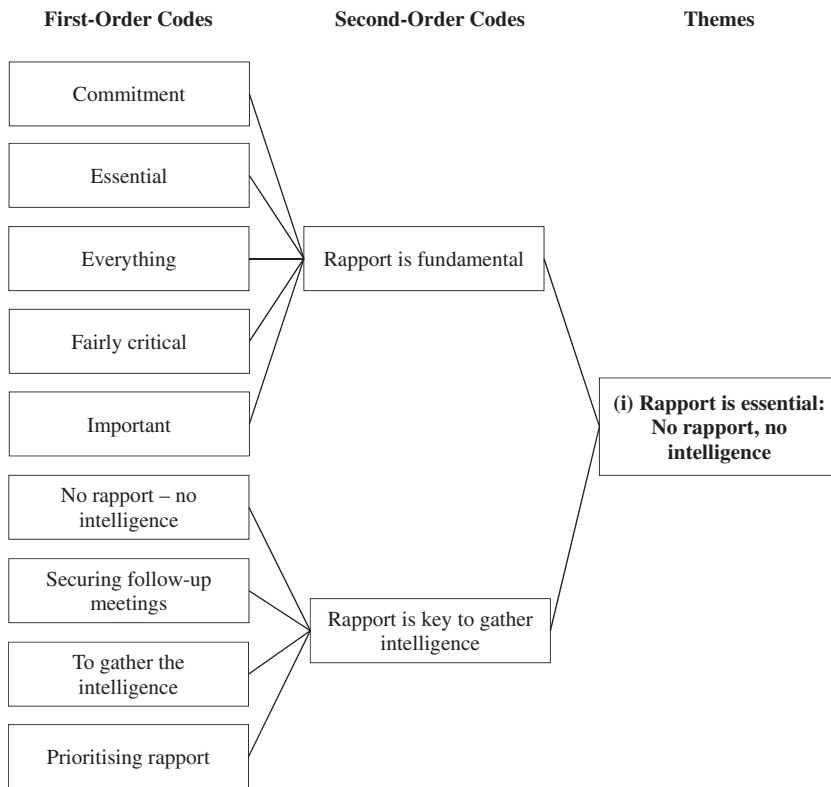 First-Order Codes
Second-Order Codes
Themes
Commitment
Essential
Everything
Fairly critical
Important
No rapport – no
intelligence
Securing follow-up
meetings
To gather the
intelligence
Prioritising rapport
Rapport is fundamental
Rapport is key to gather
intelligence
(i) Rapport is essential:
No rapport, no
intelligence